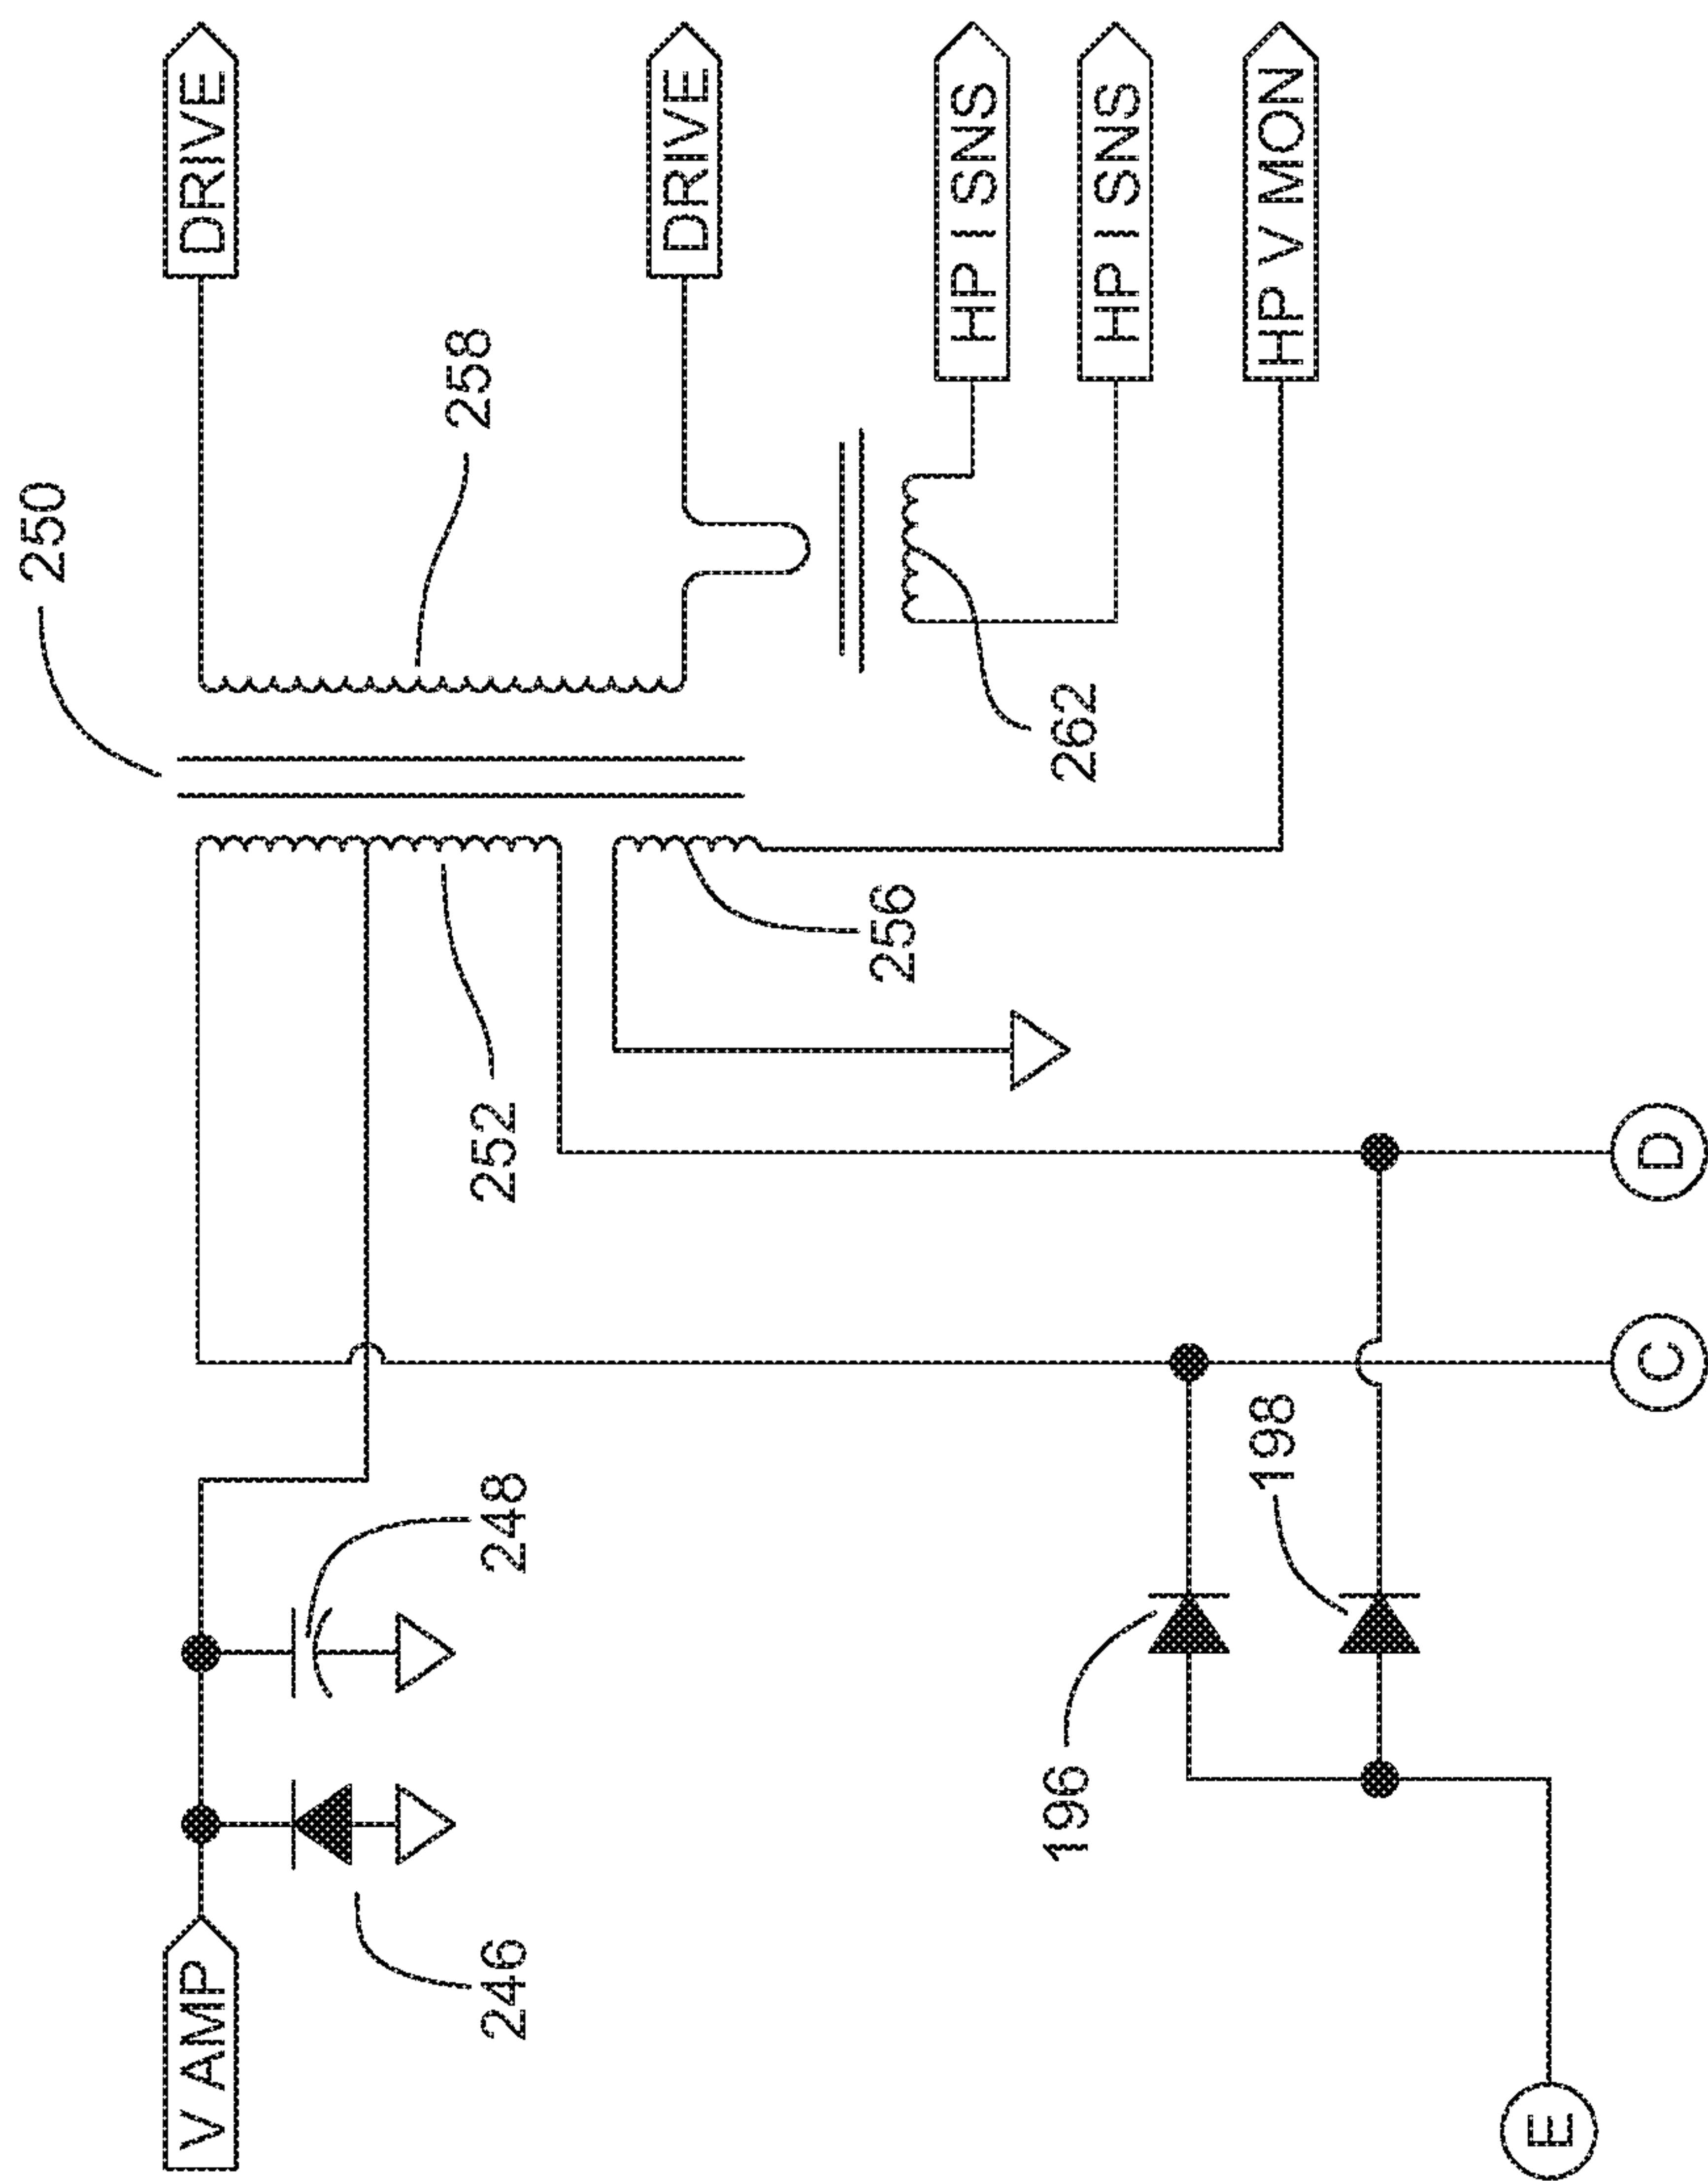 250
DRIVE
258
DRIVE
HP I SNS
HP I SNS
HP V MON
262
256
252
D
C
248
198
196
246
V AMP
E